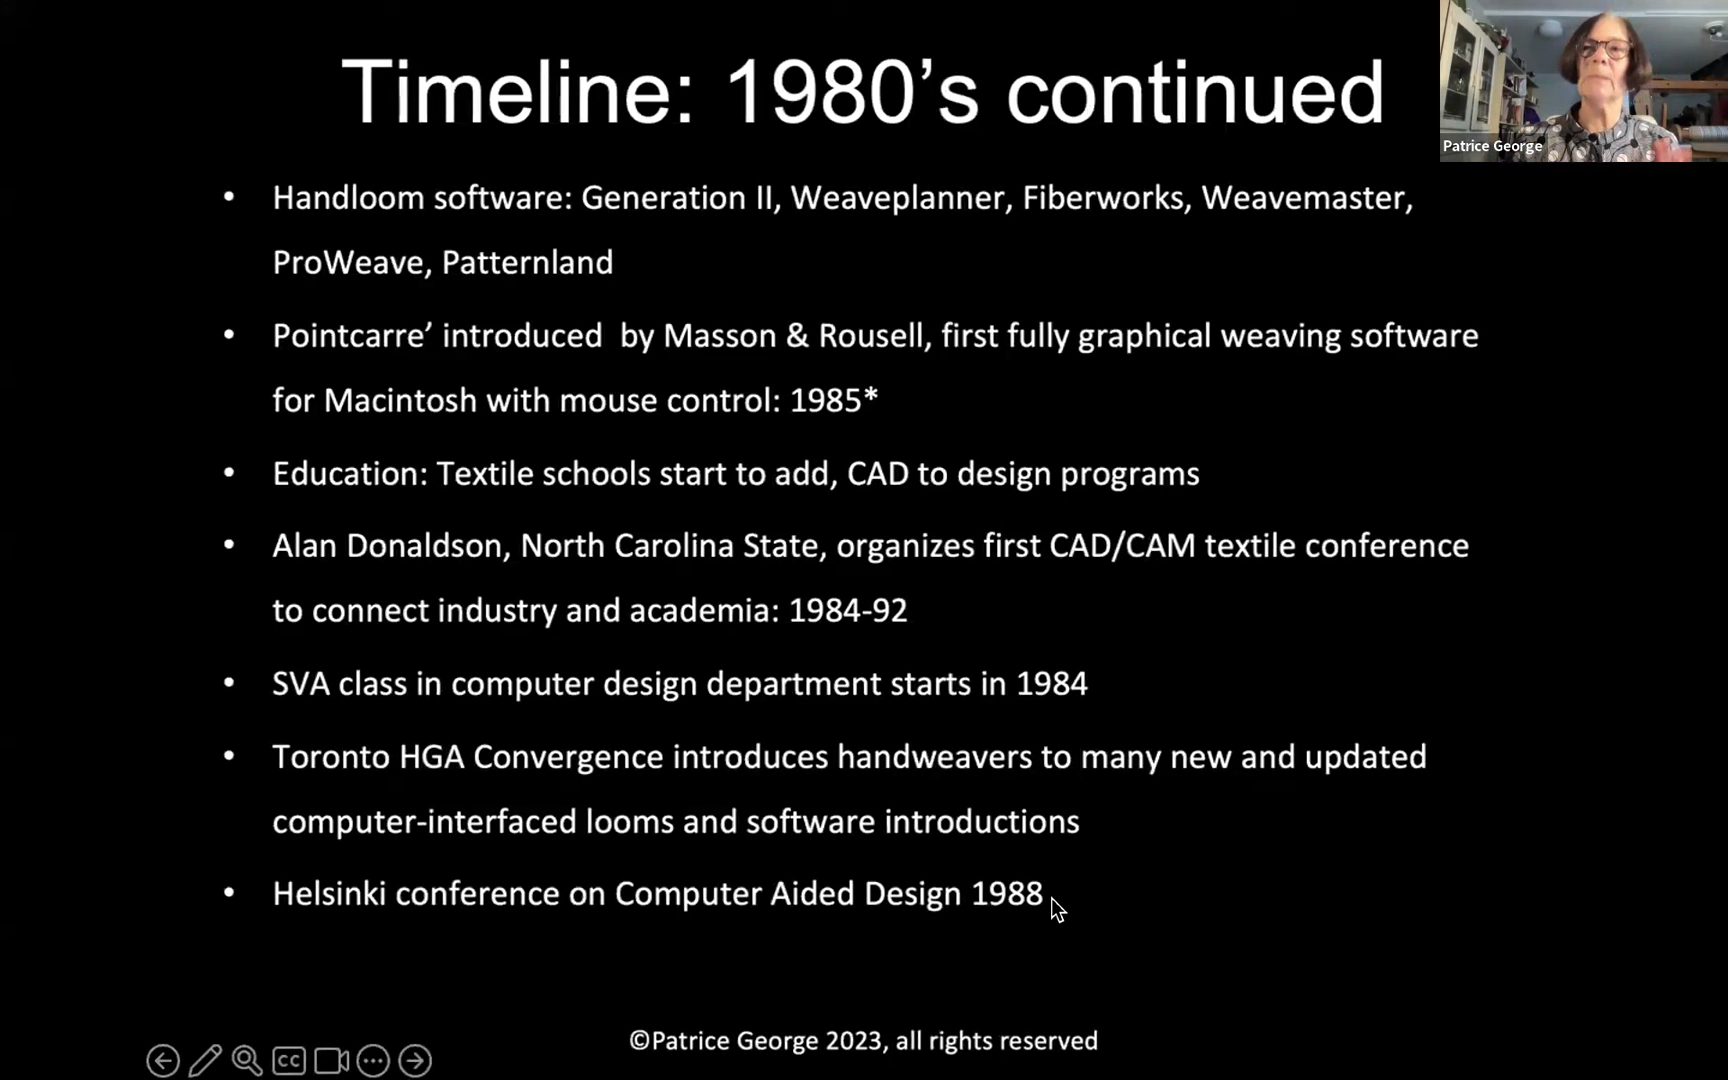 Timeline: 1980’s continued
Patrice George
• Handloom software: Generation II, Weaveplanner, Fiberworks, Weavemaster,
ProWeave, Patternland
• Pointcarre’ introduced  by Masson & Rousell, first fully graphical weaving software
for Macintosh with mouse control: 1985*
• Education: Textile schools start to add, CAD to design programs
• Alan Donaldson, North Carolina State, organizes first CAD/CAM textile conference
to connect industry and academia: 1984-92
• SVA class in computer design department starts in 1984
• Toronto HGA Convergence introduces handweavers to many new and updated
computer-interfaced looms and software introductions
• Helsinki conference on Computer Aided Design 1988
©Patrice George 2023, all rights reserved
CC